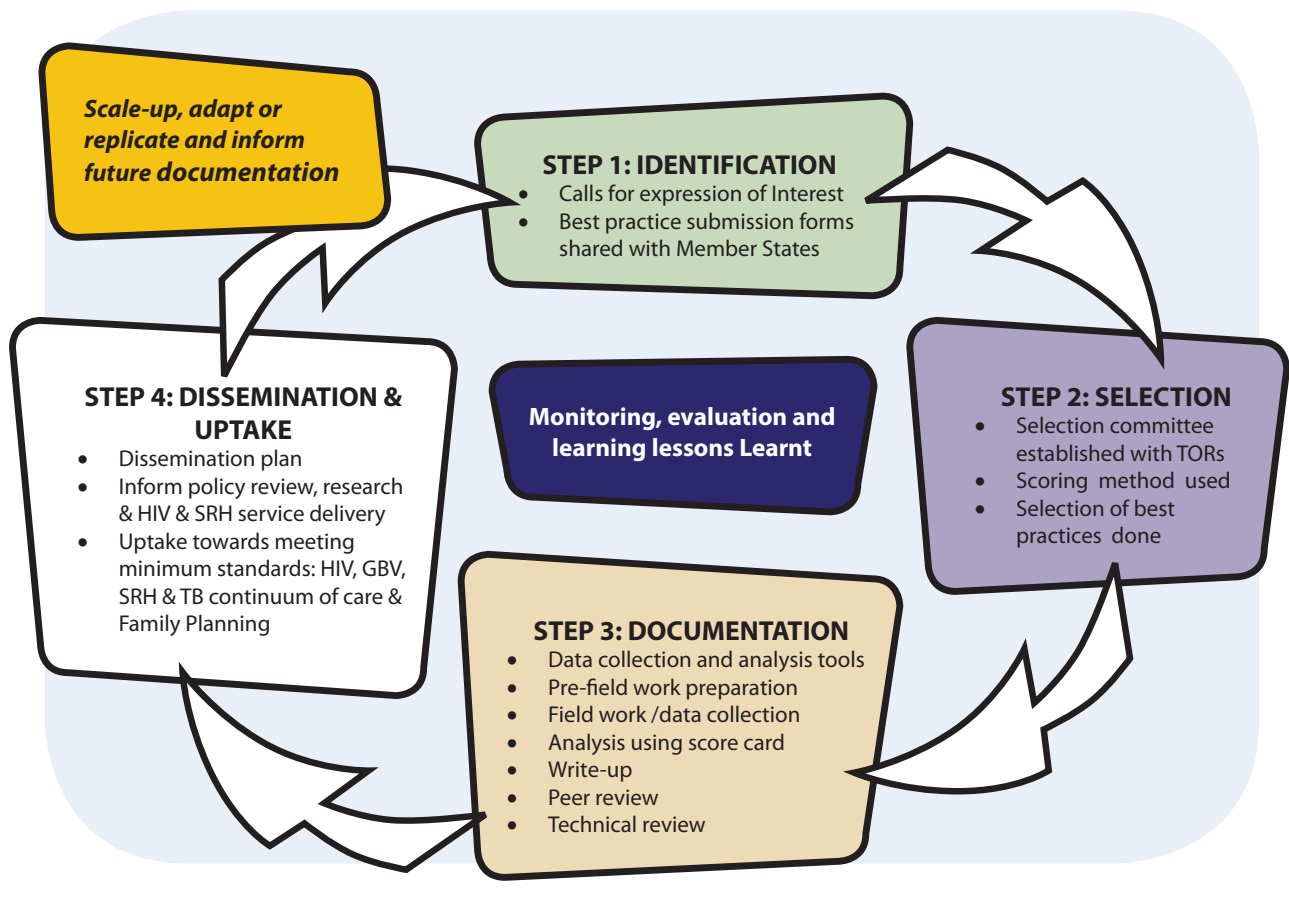 Scale-up, adapt or
replicate and inform
future documentation
STEP 1: IDENTIFICATION
• Calls for expression of Interest
• Best practice submission forms
shared with Member States
STEP 2: SELECTION
• Selection committee
established with TORs
• Scoring method used
• Selection of best
practices done
Monitoring, evaluation and
learning lessons Learnt
STEP 3: DOCUMENTATION
• Data collection and analysis tools
• Pre-field work preparation
• Field work /data collection
• Analysis using score card
• Write-up
• Peer review
• Technical review
STEP 4: DISSEMINATION &
UPTAKE
• Dissemination plan
• Inform policy review, research
& HIV & SRH service delivery
• Uptake towards meeting
minimum standards: HIV, GBV,
SRH & TB continuum of care &
Family Planning